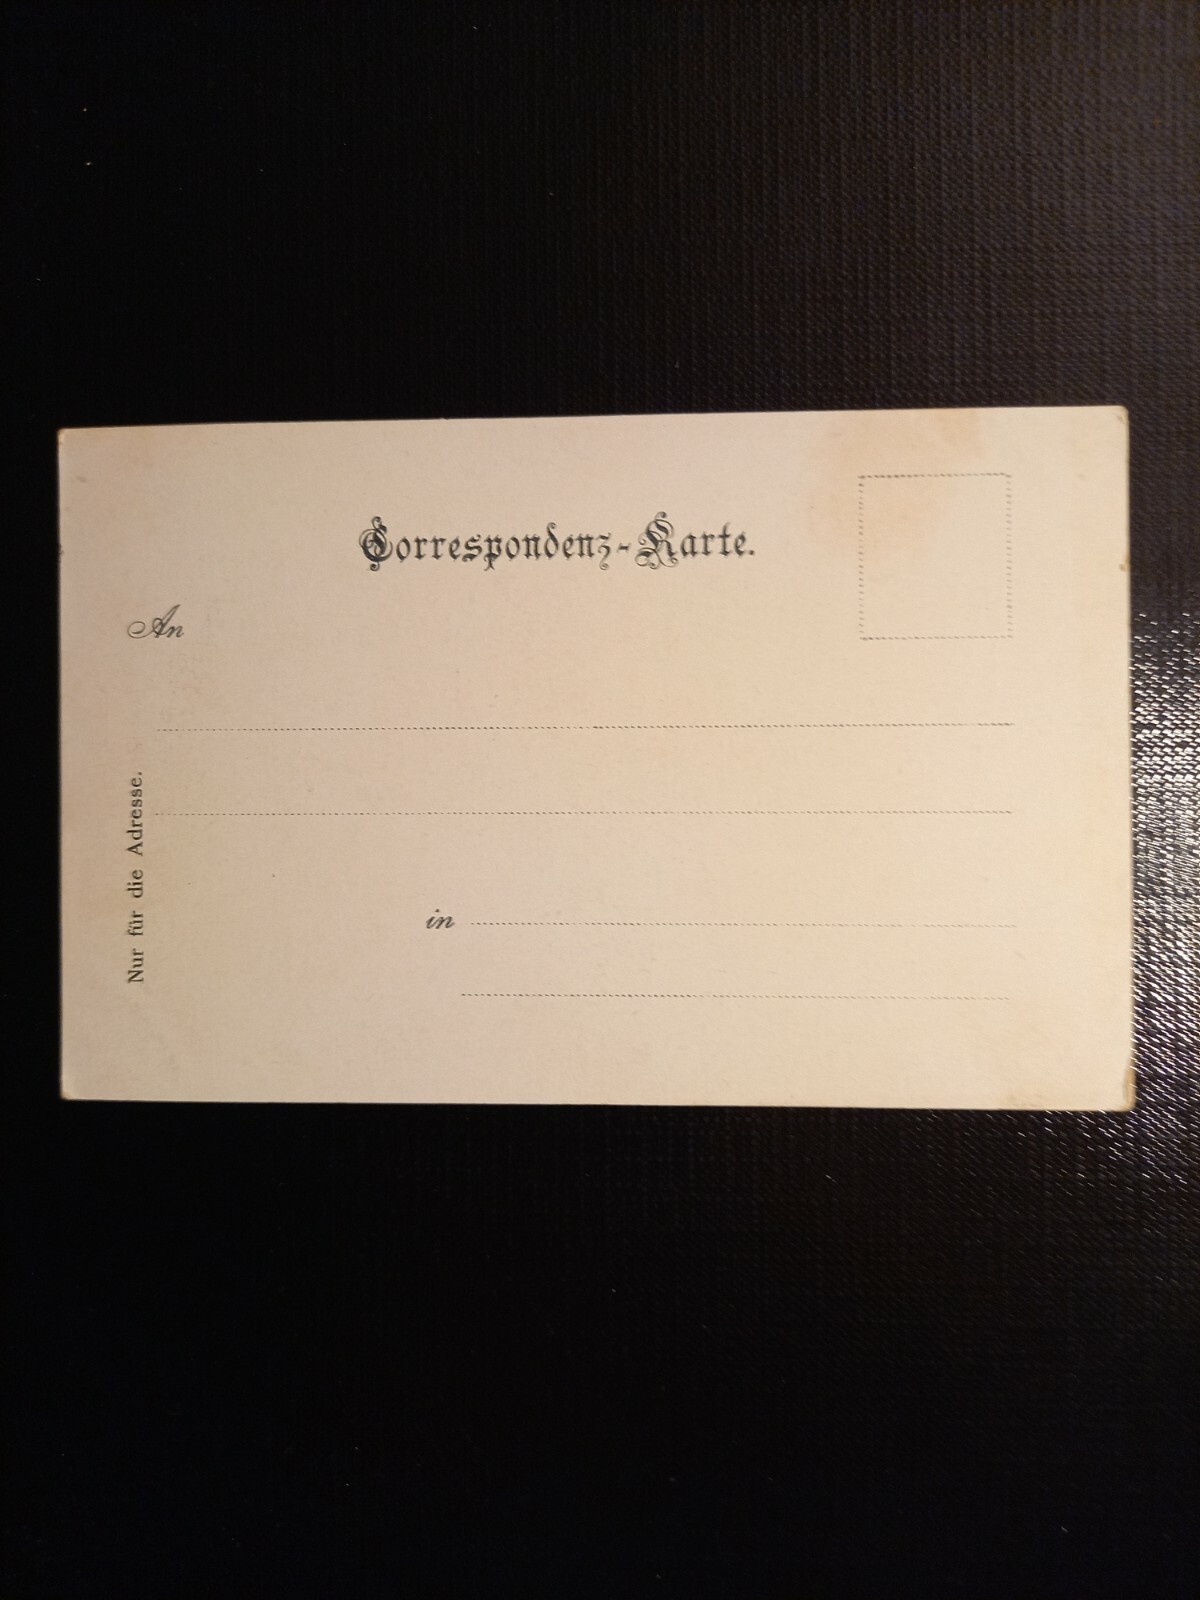 Correspondenz-Karte.
An
Nur für die Adresse.
in